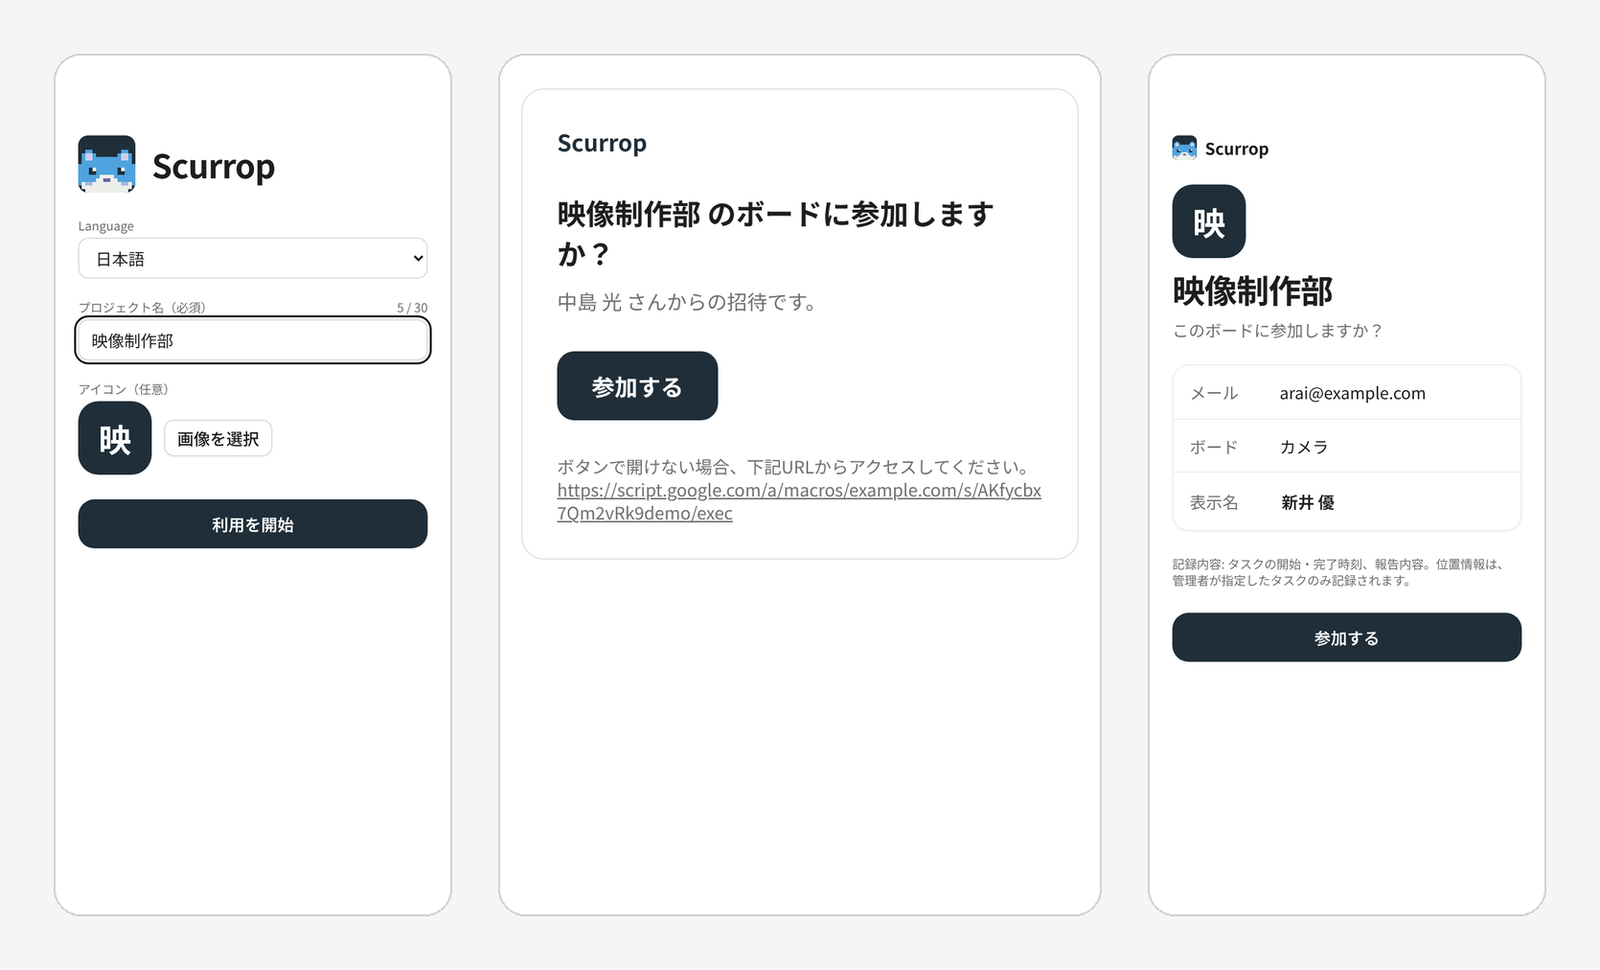 Scurrop
Language
日本語
プロジェクト名（必須）
5 / 30
映像制作部
アイコン（任意）
映
画像を選択
利用を開始
Scurrop
映像制作部 のボードに参加します
か？
中島 光 さんからの招待です。
参加する
ボタンで開けない場合、下記URLからアクセスしてください。
https://script.google.com/a/macros/example.com/s/AKfycbx
7Qm2vRk9demo/exec
Scurrop
映
映像制作部
このボードに参加しますか？
メール arai@example.com
ボード カメラ
表示名 新井 優
記録内容: タスクの開始・完了時刻、報告内容。位置情報は、
管理者が指定したタスクのみ記録されます。
参加する